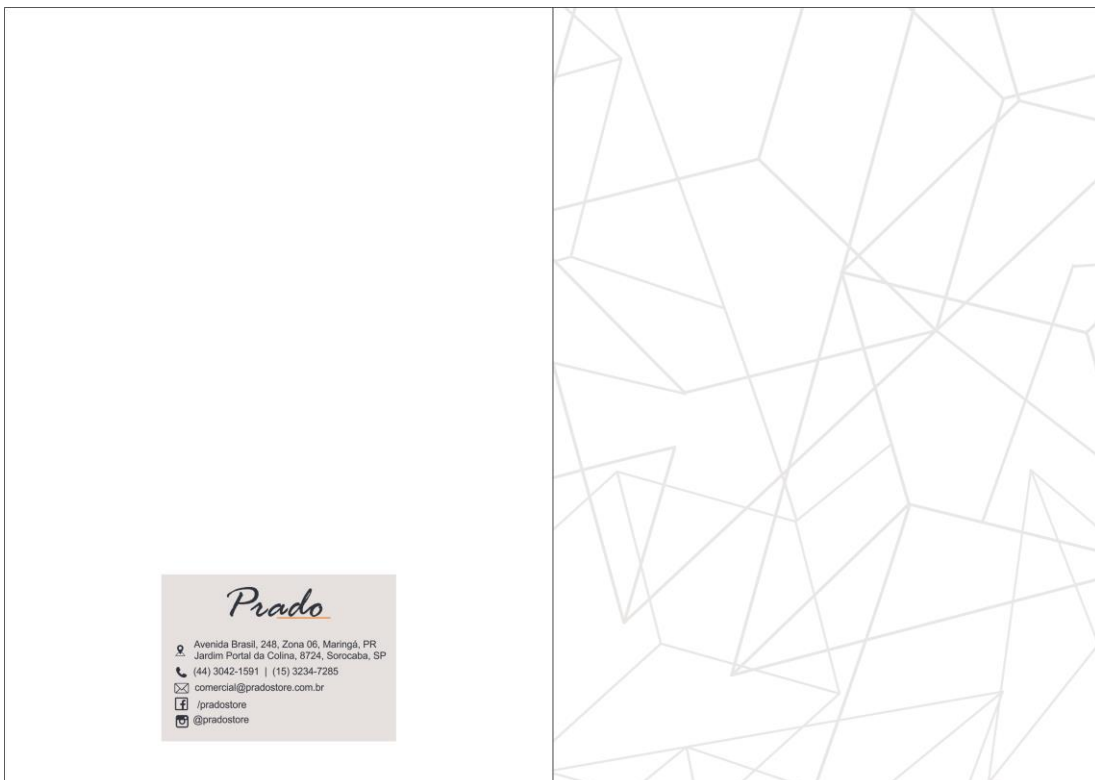 Prado
Avenida Brasil, 248, Zona 06, Maringá, PR
Jardim Portal da Colina, 8724, Sorocaba, SP
(44) 3042-1591 | (15) 3234-7285
comercial@pradostore.com.br
/pradostore
@pradostore